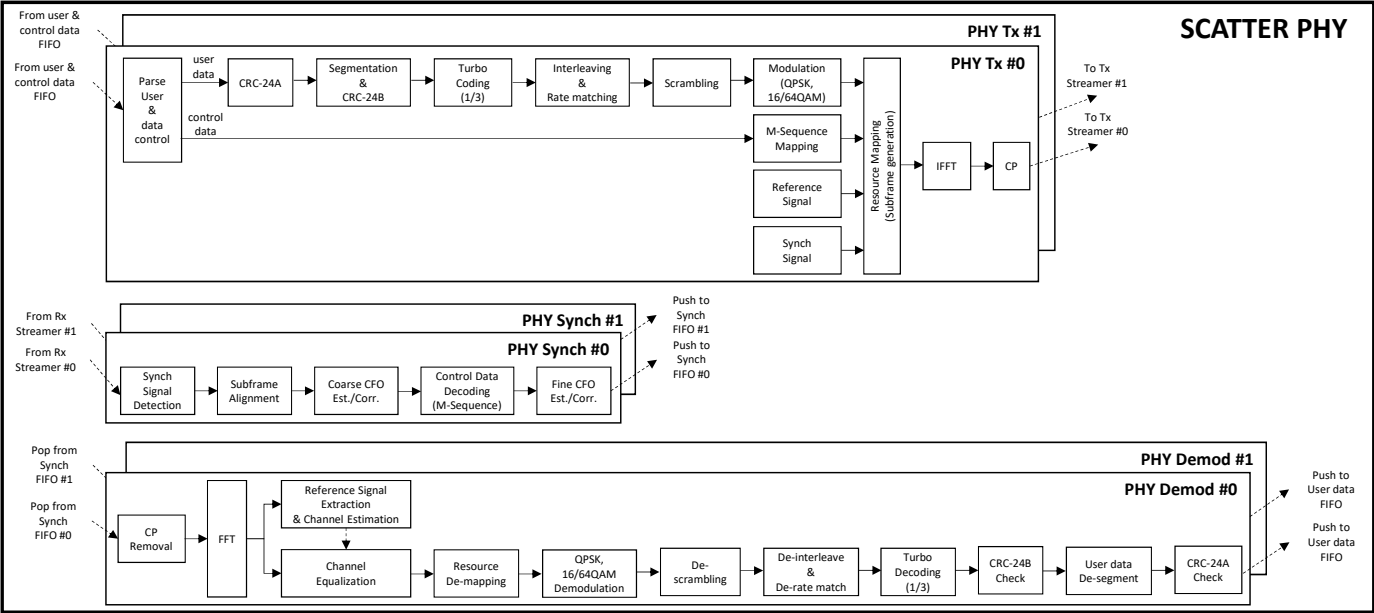 SCATTER PHY
From user &
control data
FIFO
From user &
control data
FIFO
PHY Tx #1
PHY Tx #0
Parse
User
&
data
control
user
data
control
data
CRC-24A
Segmentation
&
CRC-24B
Turbo
Coding
(1/3)
Interleaving
&
Rate matching
Scrambling
Modulation
(QPSK,
16/64QAM)
M-Sequence
Mapping
Reference
Signal
Synch
Signal
Resource Mapping
(Subframe generation)
IFFT
CP
To Tx
Streamer #1
To Tx
Streamer #0
From Rx
Streamer #1
From Rx
Streamer #0
PHY Synch #1
PHY Synch #0
Synch
Signal
Detection
Subframe
Alignment
Coarse CFO
Est./Corr.
Control Data
Decoding
(M-Sequence)
Fine CFO
Est./Corr.
Push to
Synch
FIFO #1
Push to
Synch
FIFO #0
Pop from
Synch
FIFO #1
Pop from
Synch
FIFO #0
PHY Demod #1
PHY Demod #0
CP
Removal
FFT
Reference Signal
Extraction
& Channel Estimation
Channel
Equalization
Resource
De-mapping
QPSK,
16/64QAM
Demodulation
De-
scrambling
De-interleave
&
De-rate match
Turbo
Decoding
(1/3)
CRC-24B
Check
User data
De-segment
CRC-24A
Check
Push to
User data
FIFO
Push to
User data
FIFO